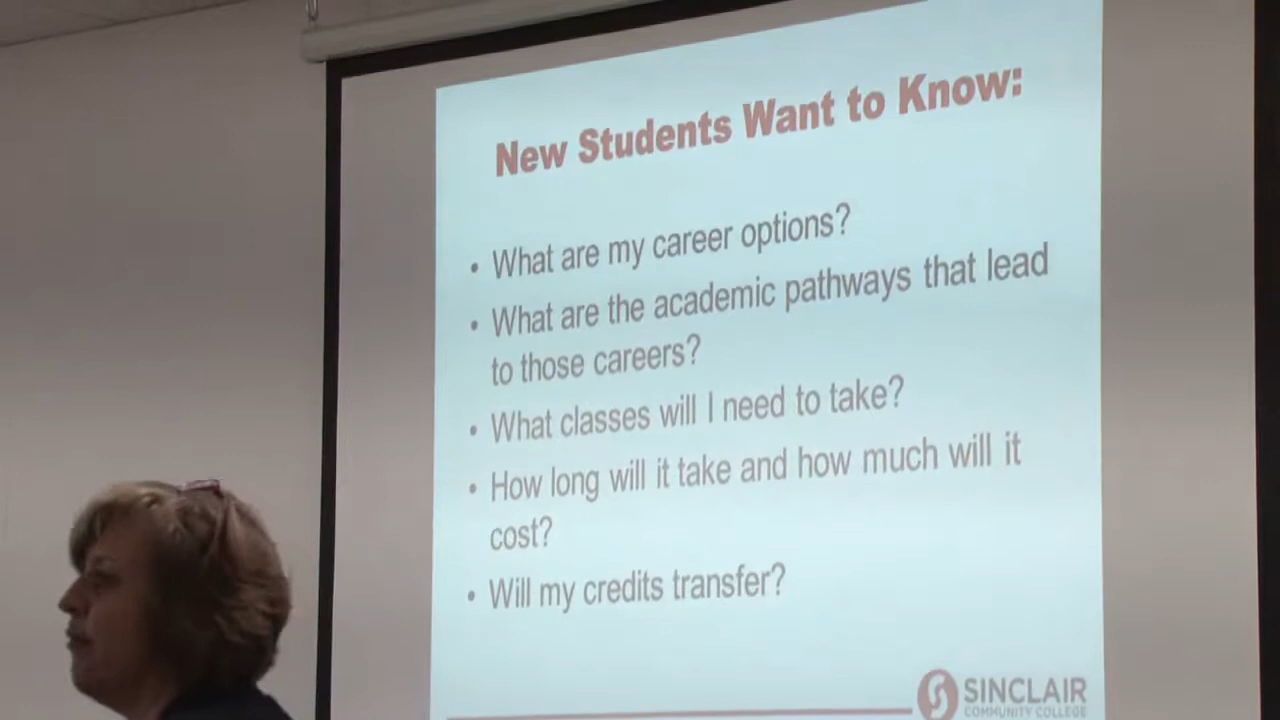 New Students Want to Know:
• What are my career options?
• What are the academic pathways that lead
to those careers?
• What classes will I need to take?
• How long will it take and how much will it
cost?
• Will my credits transfer?
SINCLAIR
COMMUNITY COLLEGE